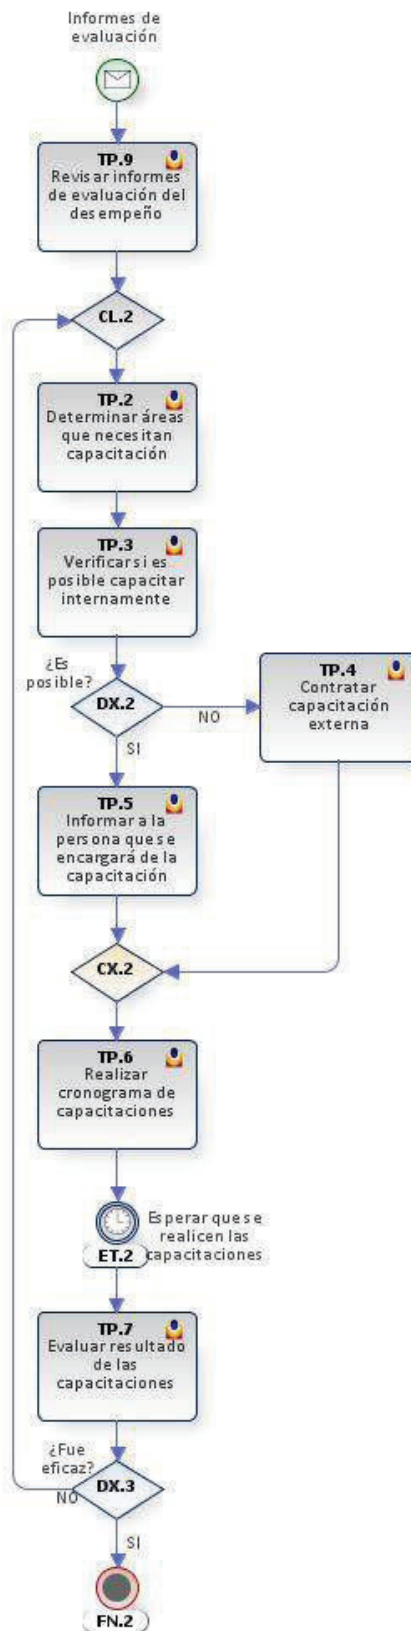 Informes de
evaluación
TP.9
Revisar informes
de evaluación del
desempeño
CL.2
TP.2
Determinar áreas
que necesitan
capacitación
TP.3
Verificar si es
posible capacitar
internamente
¿Es
posible?
DX.2
NO
SI
TP.4
Contratar
capacitación
externa
TP.5
Informar a la
persona que se
encargará de la
capacitación
CX.2
TP.6
Realizar
cronograma de
capacitaciones
Esperar que se
realicen las
capacitaciones
ET.2
TP.7
Evaluar resultado
de las
capacitaciones
¿Fue
eficaz?
DX.3
NO
SI
FN.2